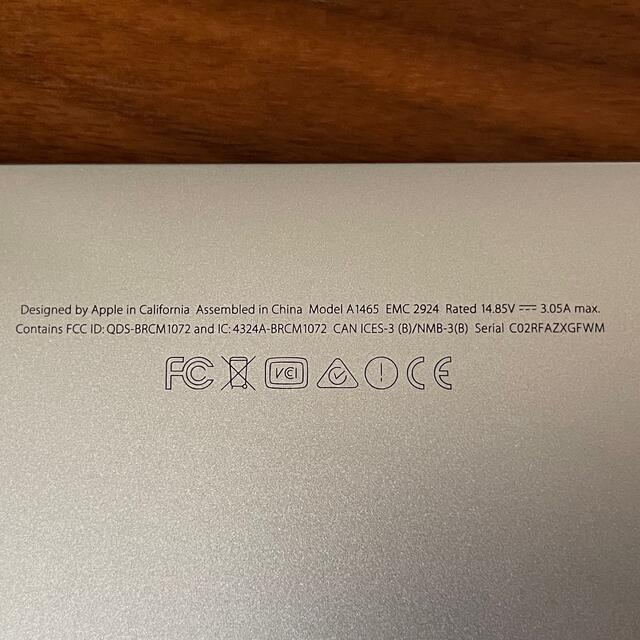 Designed by Apple in California Assembled in China Model A1465 EMC 2924 Rated 14.85V ⎓ 3.05A max.
Contains FCC ID: QDS-BRCM1072 and IC: 4324A-BRCM1072 CAN ICES-3 (B)/NMB-3(B) Serial C02RFAZXGFWM
FC VCI CE